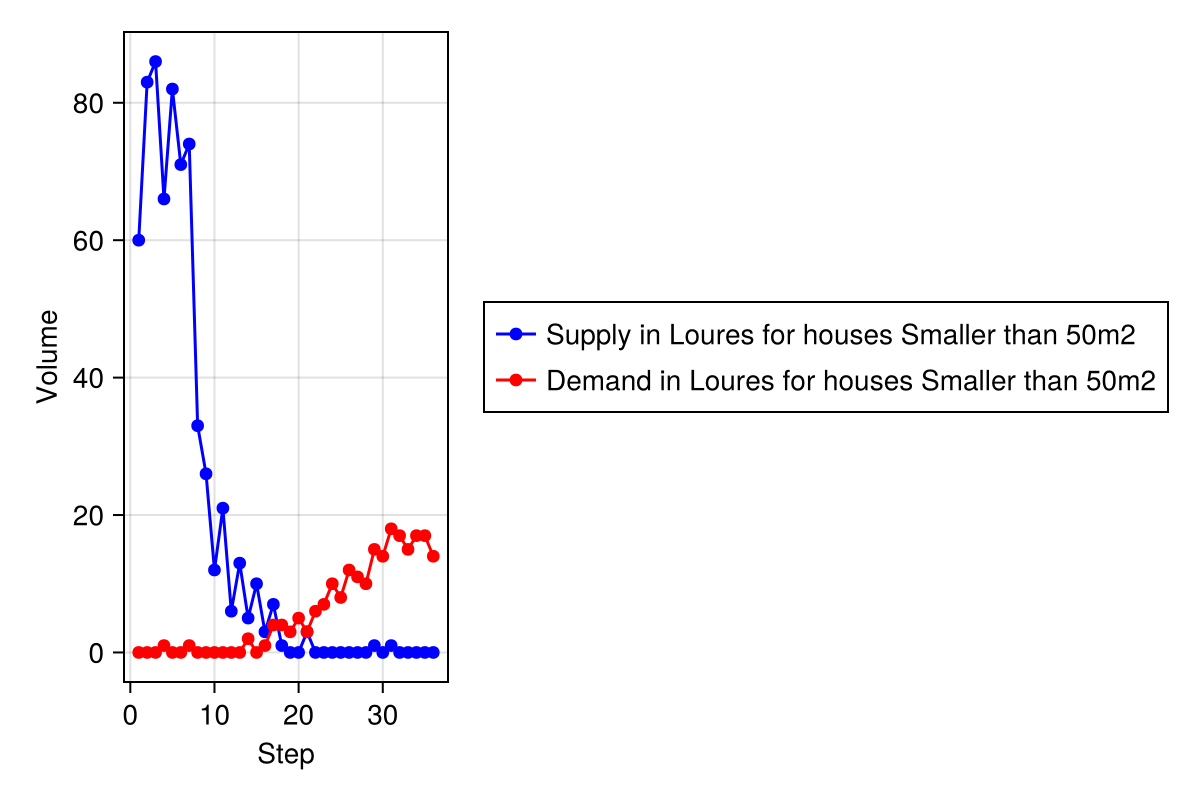 Volume
80
60
40
20
0
0 10 20 30
Step
Supply in Loures for houses Smaller than 50m2
Demand in Loures for houses Smaller than 50m2